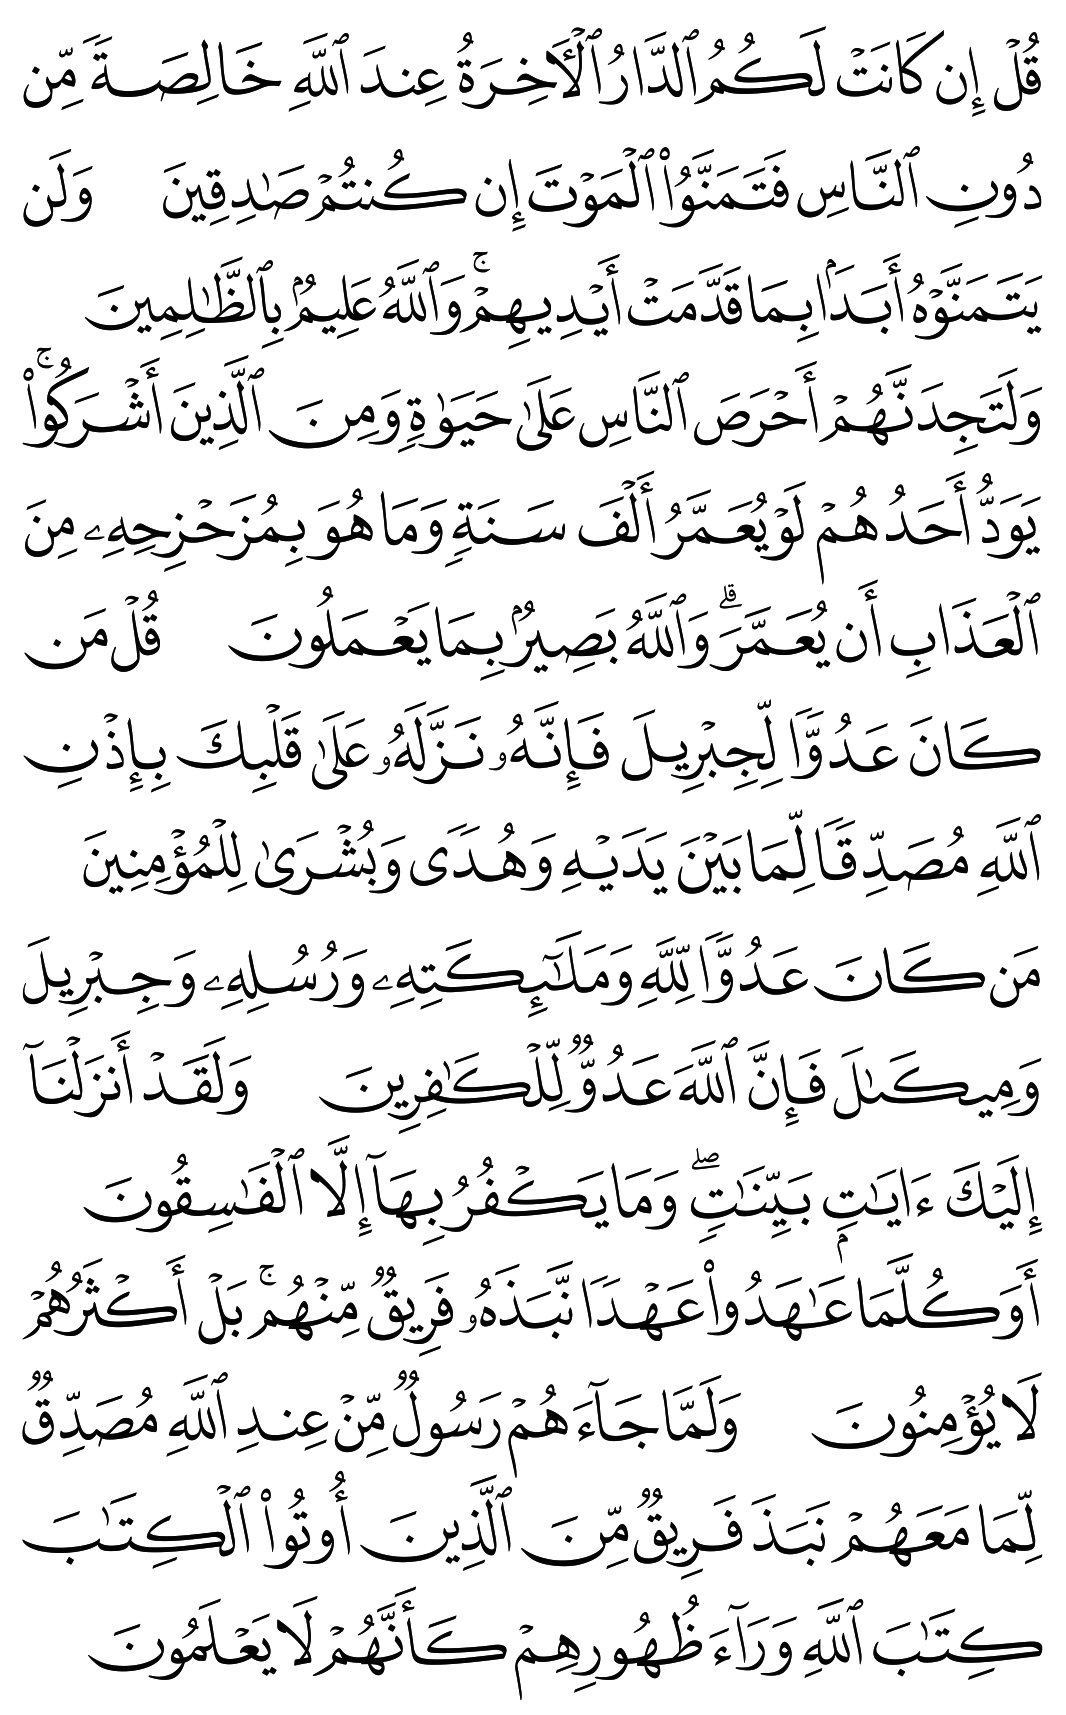 قُلۡ إِن كَانَتۡ لَكُمُ ٱلدَّارُ ٱلۡأٓخِرَةُ عِندَ ٱللَّهِ خَالِصَةٗ مِّن
دُونِ ٱلنَّاسِ فَتَمَنَّوُاْ ٱلۡمَوۡتَ إِن كُنتُمۡ صَٰدِقِينَ وَلَن
يَتَمَنَّوۡهُ أَبَدَۢا بِمَا قَدَّمَتۡ أَيۡدِيهِمۡۚ وَٱللَّهُ عَلِيمُۢ بِٱلظَّٰلِمِينَ
وَلَتَجِدَنَّهُمۡ أَحۡرَصَ ٱلنَّاسِ عَلَىٰ حَيَوٰةٖ وَمِنَ ٱلَّذِينَ أَشۡرَكُواْۚ
يَوَدُّ أَحَدُهُمۡ لَوۡ يُعَمَّرُ أَلۡفَ سَنَةٖ وَمَا هُوَ بِمُزَحۡزِحِهِۦ مِنَ
ٱلۡعَذَابِ أَن يُعَمَّرَۗ وَٱللَّهُ بَصِيرُۢ بِمَا يَعۡمَلُونَ قُلۡ مَن
كَانَ عَدُوّٗا لِّجِبۡرِيلَ فَإِنَّهُۥ نَزَّلَهُۥ عَلَىٰ قَلۡبِكَ بِإِذۡنِ
ٱللَّهِ مُصَدِّقٗا لِّمَا بَيۡنَ يَدَيۡهِ وَهُدٗى وَبُشۡرَىٰ لِلۡمُؤۡمِنِينَ
مَن كَانَ عَدُوّٗا لِّلَّهِ وَمَلَٰٓئِكَتِهِۦ وَرُسُلِهِۦ وَجِبۡرِيلَ
وَمِيكَىٰلَ فَإِنَّ ٱللَّهَ عَدُوّٞ لِّلۡكَٰفِرِينَ وَلَقَدۡ أَنزَلۡنَآ
إِلَيۡكَ ءَايَٰتِۭ بَيِّنَٰتٖۖ وَمَا يَكۡفُرُ بِهَآ إِلَّا ٱلۡفَٰسِقُونَ
أَوَكُلَّمَا عَٰهَدُواْ عَهۡدٗا نَّبَذَهُۥ فَرِيقٞ مِّنۡهُمۚ بَلۡ أَكۡثَرُهُمۡ
لَا يُؤۡمِنُونَ وَلَمَّا جَآءَهُمۡ رَسُولٞ مِّنۡ عِندِ ٱللَّهِ مُصَدِّقٞ
لِّمَا مَعَهُمۡ نَبَذَ فَرِيقٞ مِّنَ ٱلَّذِينَ أُوتُواْ ٱلۡكِتَٰبَ
كِتَٰبَ ٱللَّهِ وَرَآءَ ظُهُورِهِمۡ كَأَنَّهُمۡ لَا يَعۡلَمُونَ